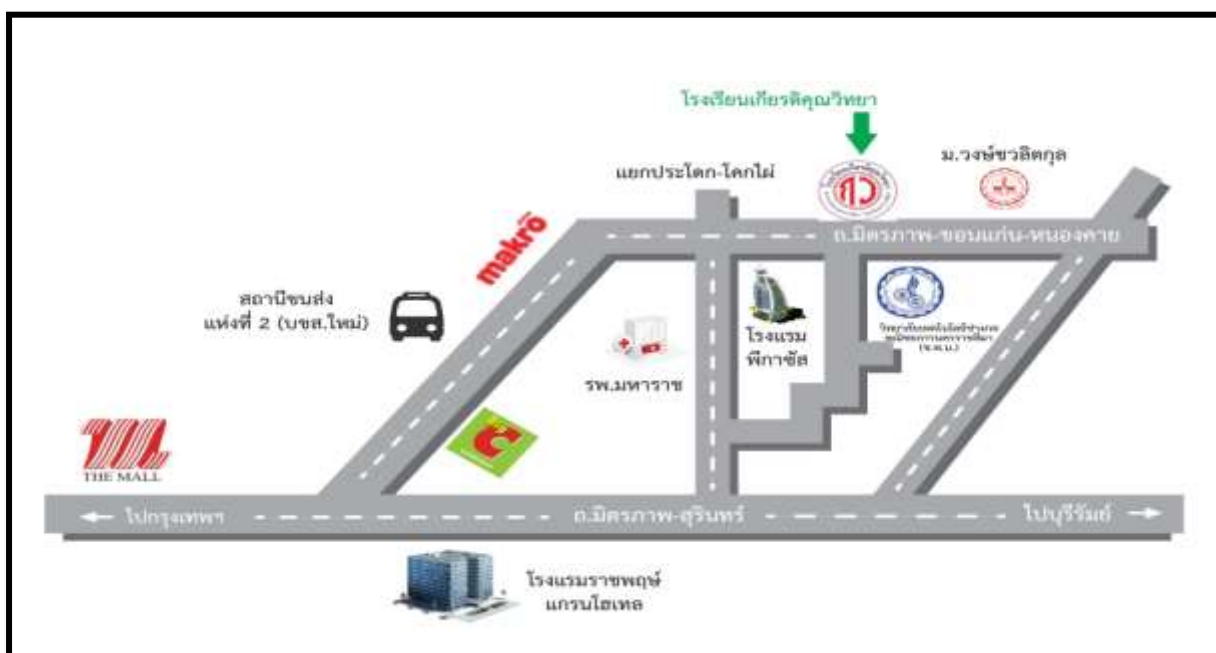 โรงเรียนเกียรติคุณวิทยา
ม.วงษ์ชวลิตกุล
แยกประโดก-โคกไผ่
makro
ถ.มิตรภาพ-ขอนแก่น-หนองคาย
กว
สถานีขนส่ง
แห่งที่ 2 (บขส.ใหม่)
โรงแรม
พีกาซัส
รพ.มหาราช
(ช.พ.น.)
THE MALL
ไปกรุงเทพฯ
ถ.มิตรภาพ-สุรินทร์
ไปบุรีรัมย์
โรงแรมราชพฤกษ์
แกรนโฮเทล